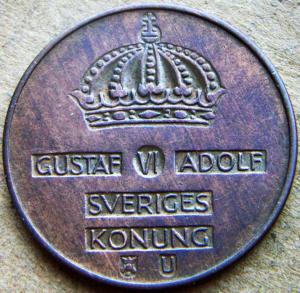 GUSTAF VI ADOLF
SVERIGES
KONUNG
U